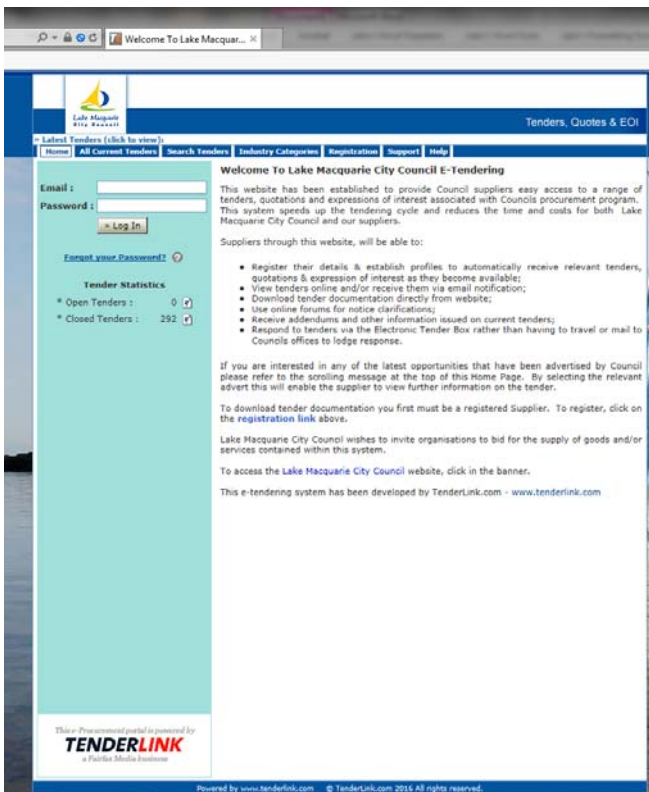 Welcome To Lake Macquar...
Lake Macquarie
City Council
Tenders, Quotes & EOI
Latest Tenders (click to view):
Home All Current Tenders Search Tenders Industry Categories Registration Support Help
Email :
Password :
» Log In
Forgot your Password?
Tender Statistics
* Open Tenders : 0
* Closed Tenders : 292
Welcome To Lake Macquarie City Council E-Tendering
This website has been established to provide Council suppliers easy access to a range of
tenders, quotations and expressions of interest associated with Councils procurement program.
This system speeds up the tendering cycle and reduces the time and costs for both Lake
Macquarie City Council and our suppliers.
Suppliers through this website, will be able to:
• Register their details & establish profiles to automatically receive relevant tenders,
quotations & expression of interest as they become available;
• View tenders online and/or receive them via email notification;
• Download tender documentation directly from website;
• Use online forums for notice clarifications;
• Receive addendums and other information issued on current tenders;
• Respond to tenders via the Electronic Tender Box rather than having to travel or mail to
Councils offices to lodge response.
If you are interested in any of the latest opportunities that have been advertised by Council
please refer to the scrolling message at the top of this Home Page. By selecting the relevant
advert this will enable the supplier to view further information on the tender.
To download tender documentation you first must be a registered Supplier. To register, click on
the registration link above.
Lake Macquarie City Council wishes to invite organisations to bid for the supply of goods and/or
services contained within this system.
To access the Lake Macquarie City Council website, click in the banner.
This e-tendering system has been developed by TenderLink.com - www.tenderlink.com
This e-Procurement portal is powered by
TENDERLINK
a Fairfax Media business
Powered by www.tenderlink.com © TenderLink.com 2016 All rights reserved.